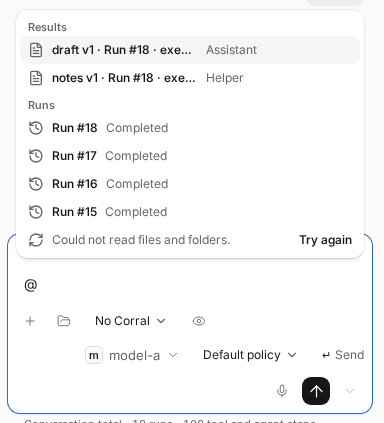 Results
draft v1 · Run #18 · exe... Assistant
notes v1 · Run #18 · exe... Helper
Runs
Run #18 Completed
Run #17 Completed
Run #16 Completed
Run #15 Completed
Could not read files and folders. Try again
@
No Corral
m model-a Default policy ↵ Send